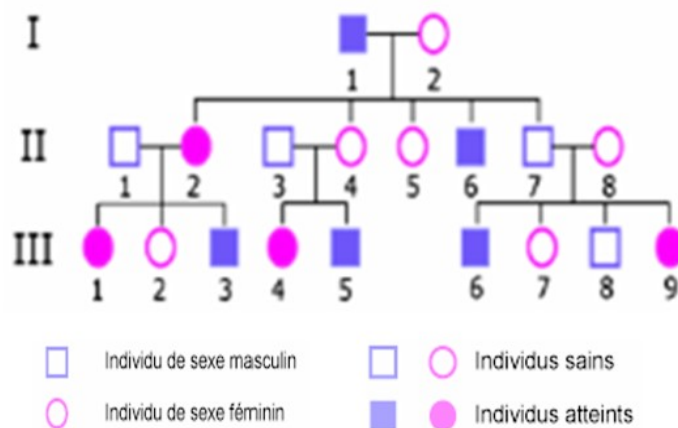 I
1 2
II
1 2 3 4 5 6 7 8
III
1 2 3 4 5 6 7 8 9
Individu de sexe masculin Individus sains
Individu de sexe féminin Individus atteints